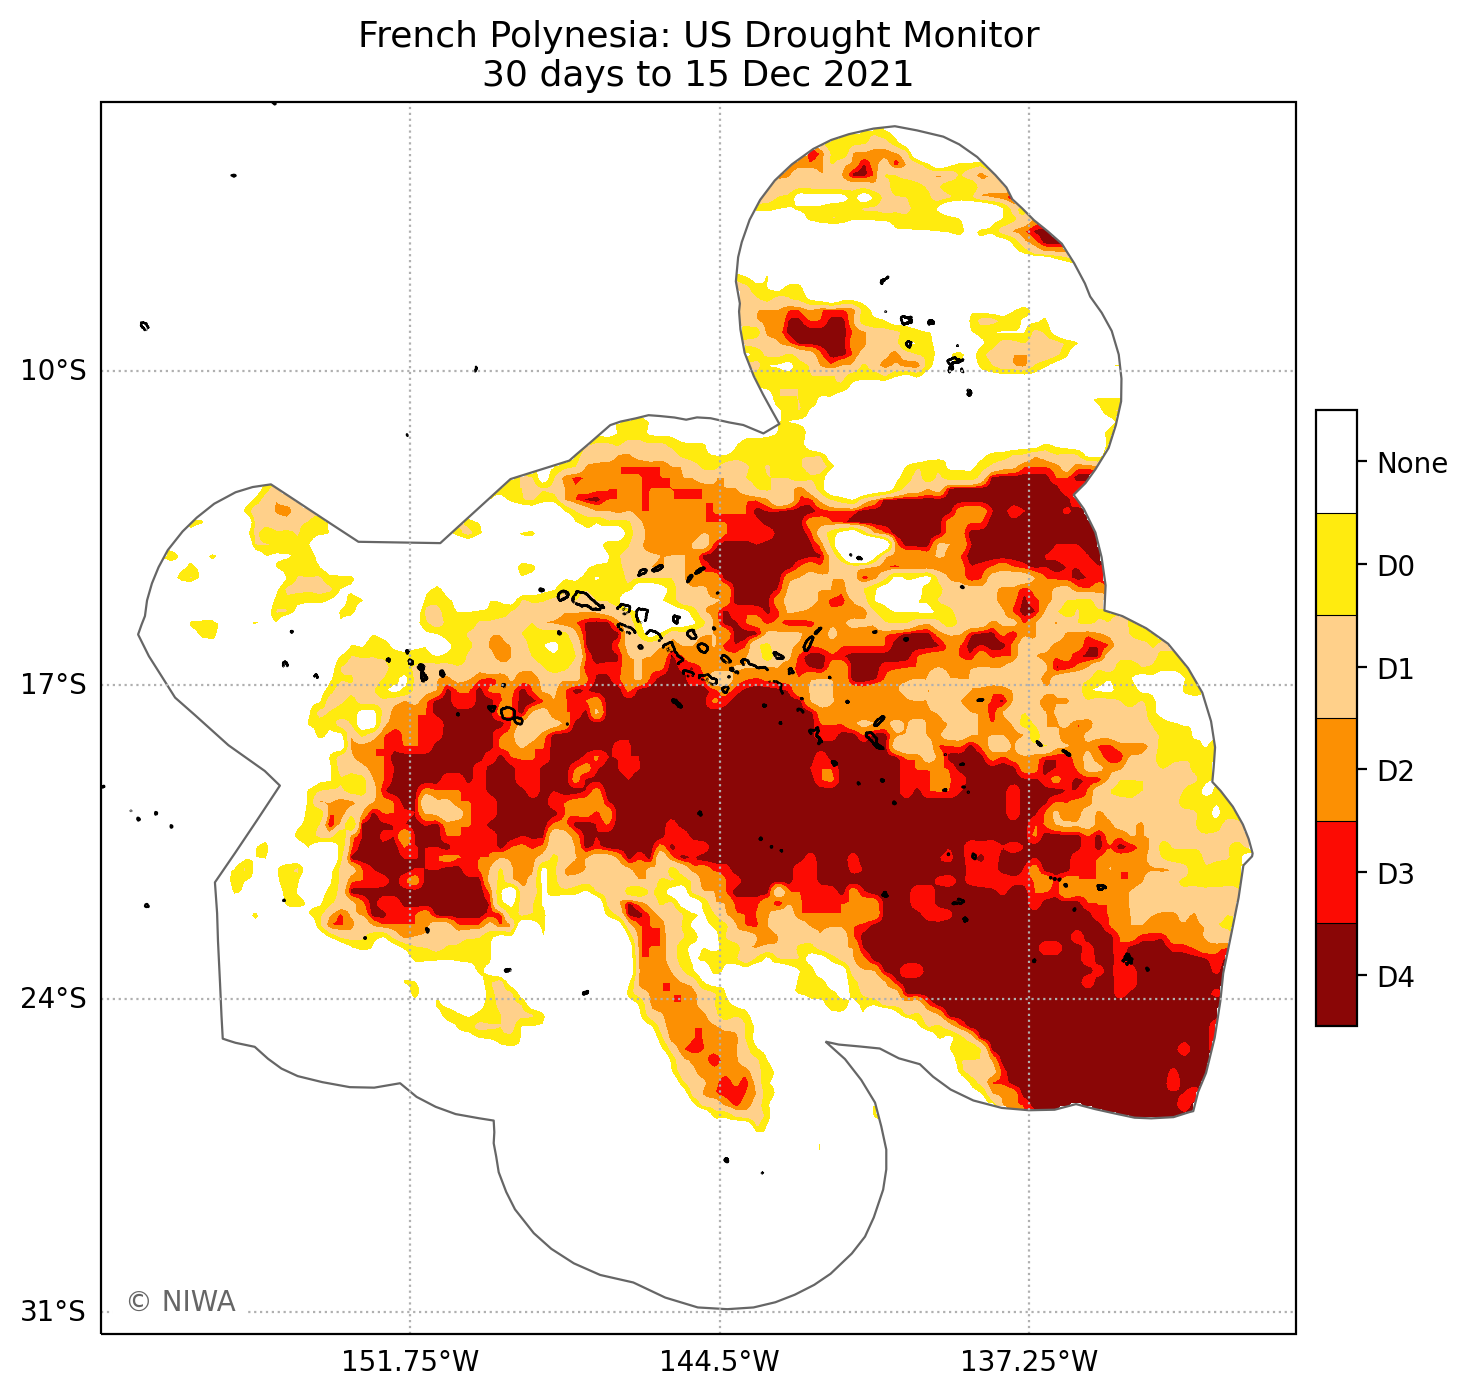 French Polynesia: US Drought Monitor
30 days to 15 Dec 2021
10°S
17°S
24°S
31°S
151.75°W
144.5°W
137.25°W
None
D0
D1
D2
D3
D4
© NIWA